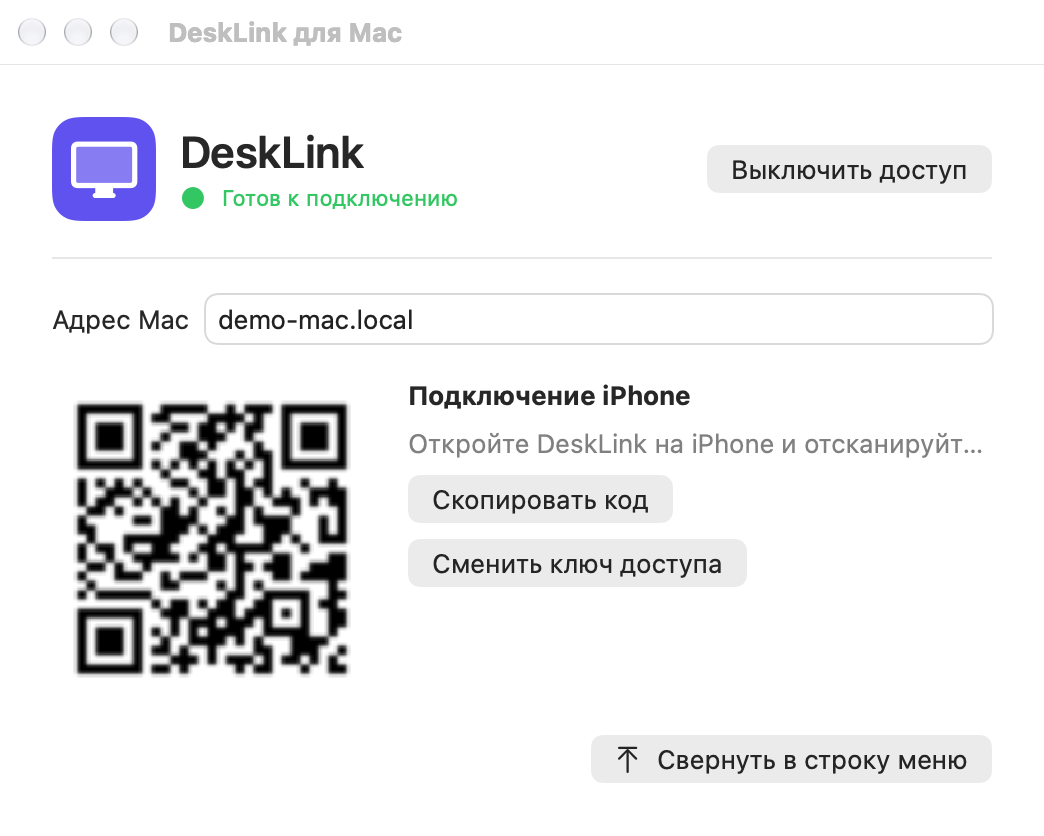 DeskLink для Mac
DeskLink
Готов к подключению
Выключить доступ
Адрес Mac
demo-mac.local
Подключение iPhone
Откройте DeskLink на iPhone и отсканируйт...
Скопировать код
Сменить ключ доступа
Свернуть в строку меню